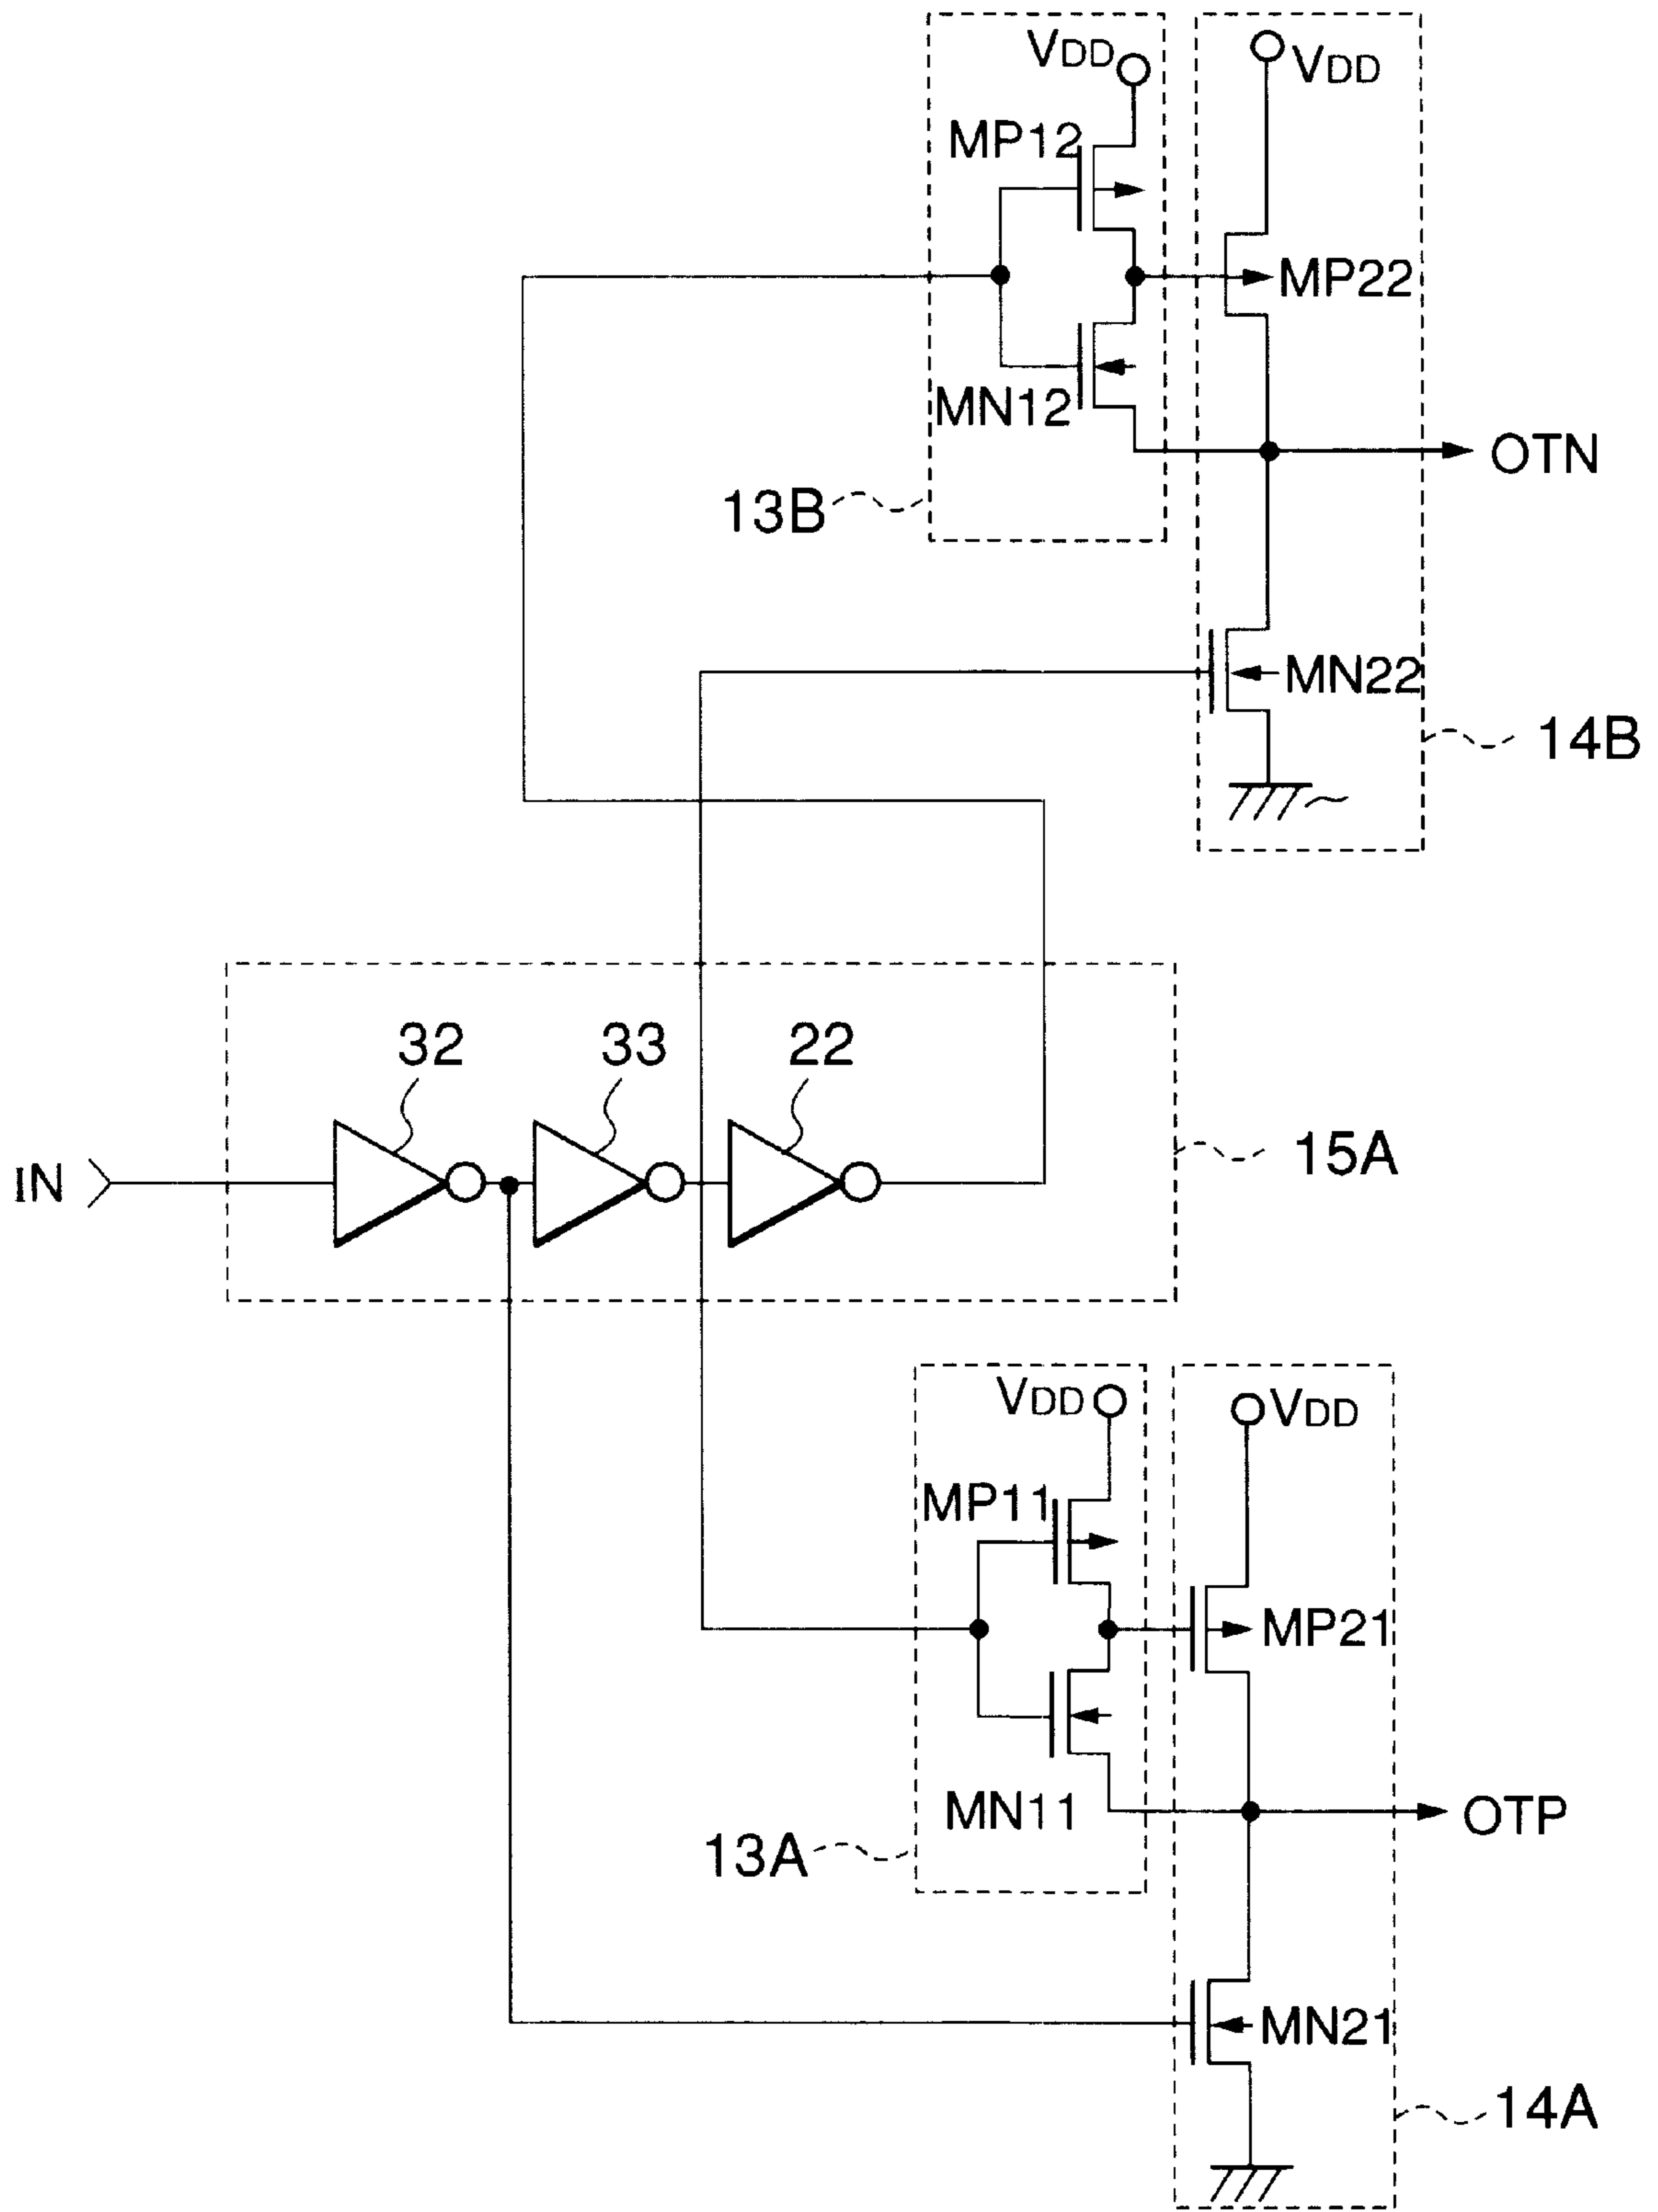 VDD
VDD
MP12
MP22
MN12
OTN
13B
MN22
14B
32
33
22
15A
IN
VDD
VDD
MP11
MP21
MN11
OTP
13A
MN21
14A